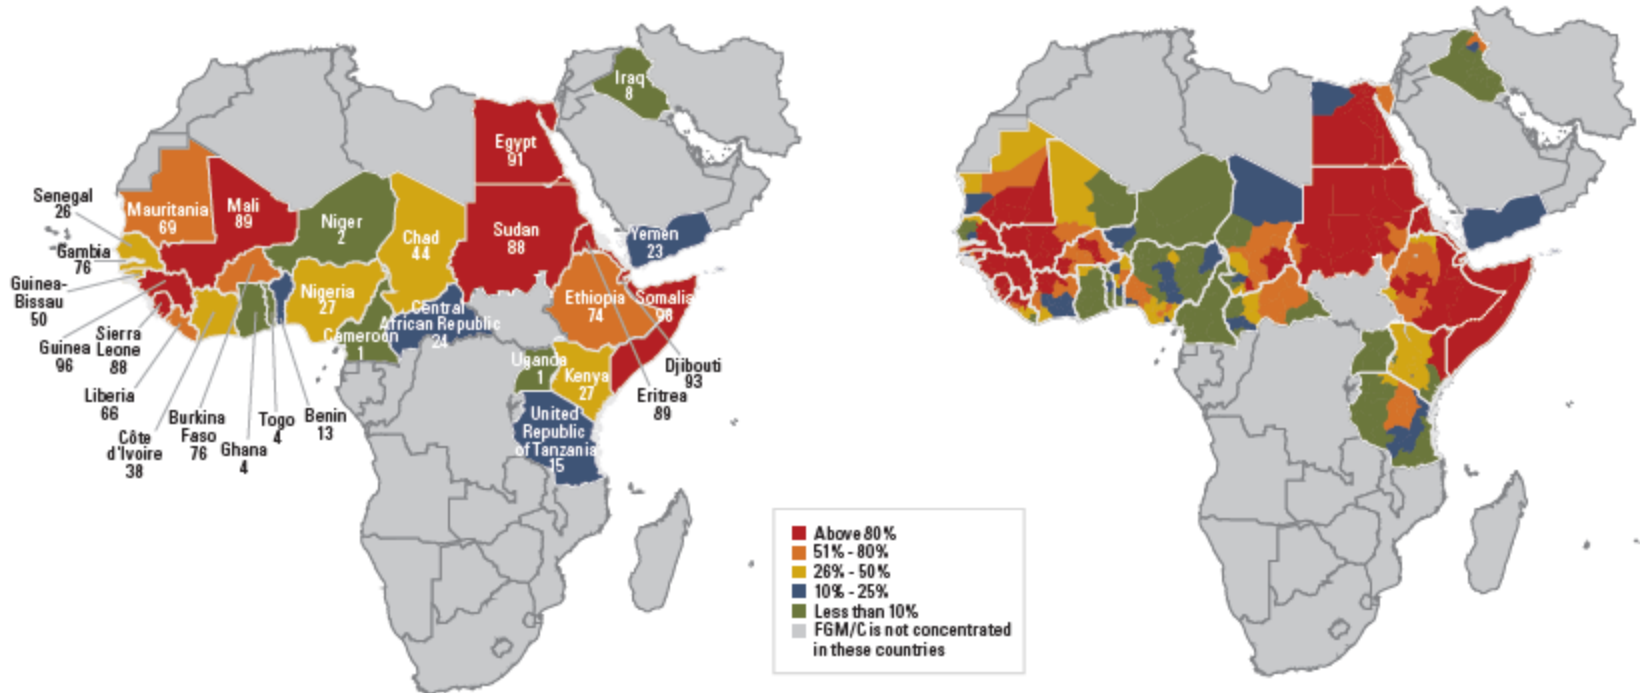 Iraq
8
Egypt
91
Senegal
26
Mauritania
69
Mali
89
Niger
2
Chad
44
Sudan
88
Yemen
23
Gambia
76
Guinea-
Bissau
50
Nigeria
27
Ethiopia
74
Somalia
98
Guinea
96
Sierra
Leone
88
Cameroon
1
Central
African Republic
24
Uganda
1
Kenya
27
Djibouti
93
Eritrea
89
Liberia
66
Côte
d'Ivoire
38
Burkina
Faso
76
Ghana
4
Togo
4
Benin
13
United
Republic
of Tanzania
15
Above 80%
51% - 80%
26% - 50%
10% - 25%
Less than 10%
FGM/C is not concentrated
in these countries